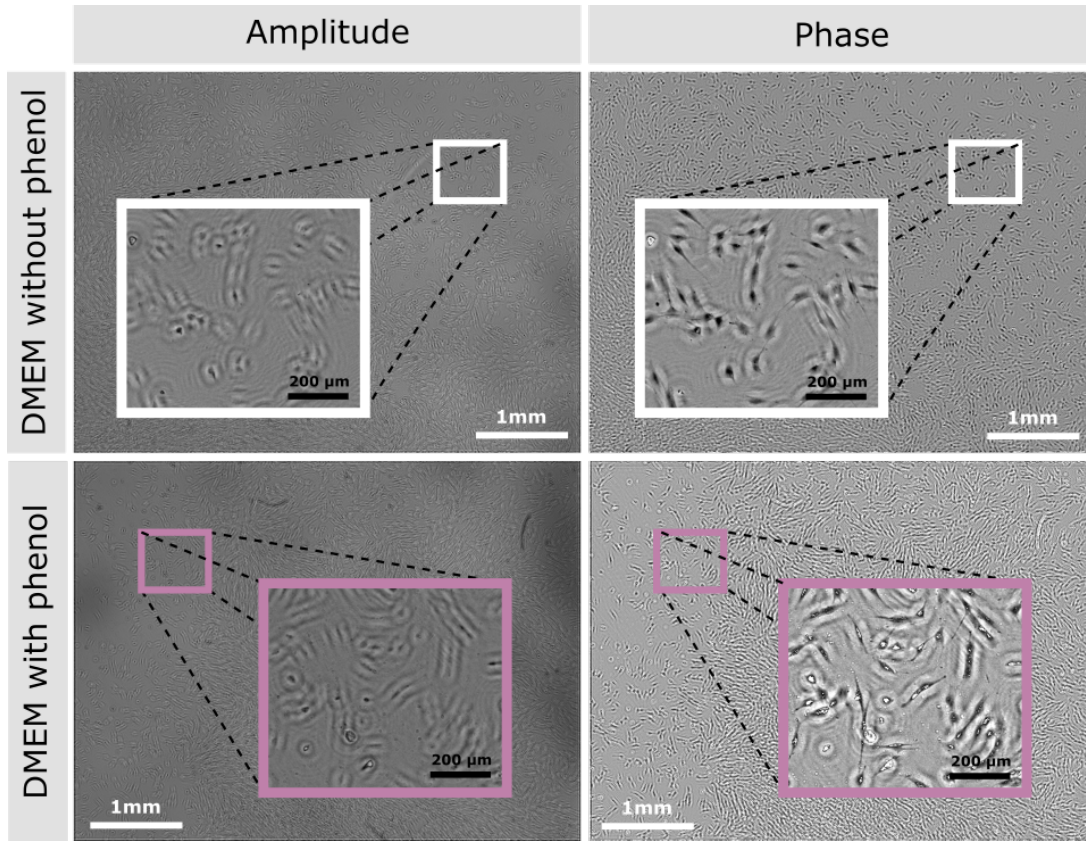 Amplitude
Phase
DMEM without phenol
200 µm
1mm
200 µm
1mm
DMEM with phenol
200 µm
1mm
200 µm
1mm